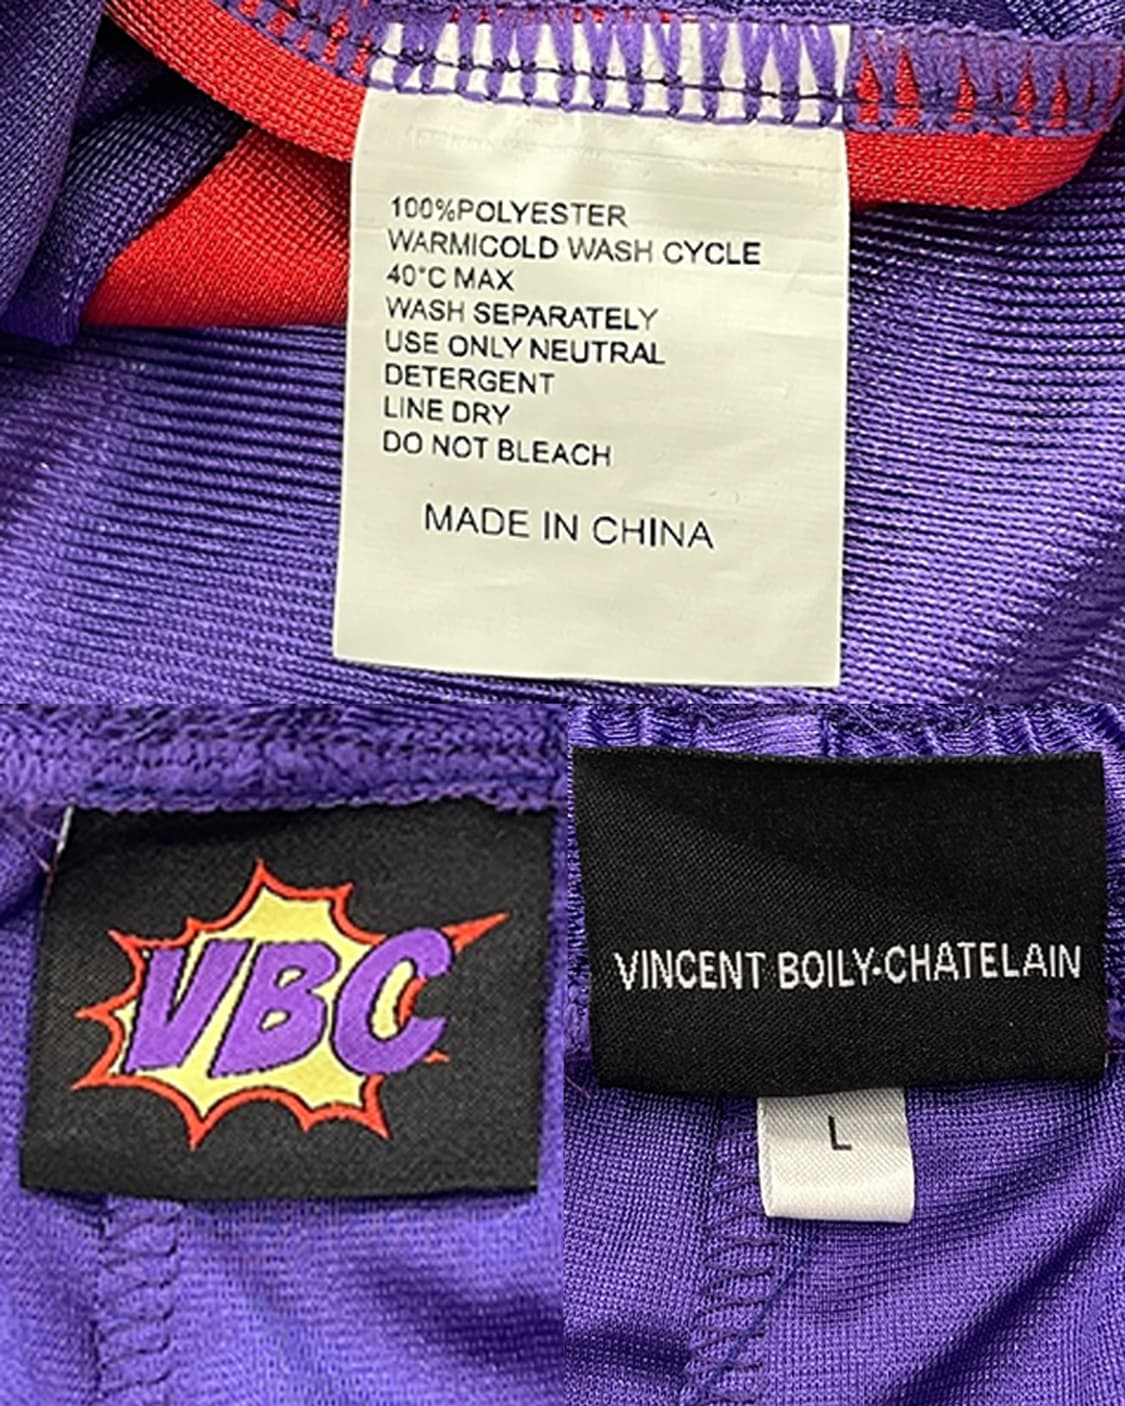 100%POLYESTER
WARMICOLD WASH CYCLE
40°C MAX
WASH SEPARATELY
USE ONLY NEUTRAL
DETERGENT
LINE DRY
DO NOT BLEACH
MADE IN CHINA
VBC
VINCENT BOILY-CHATELAIN
L